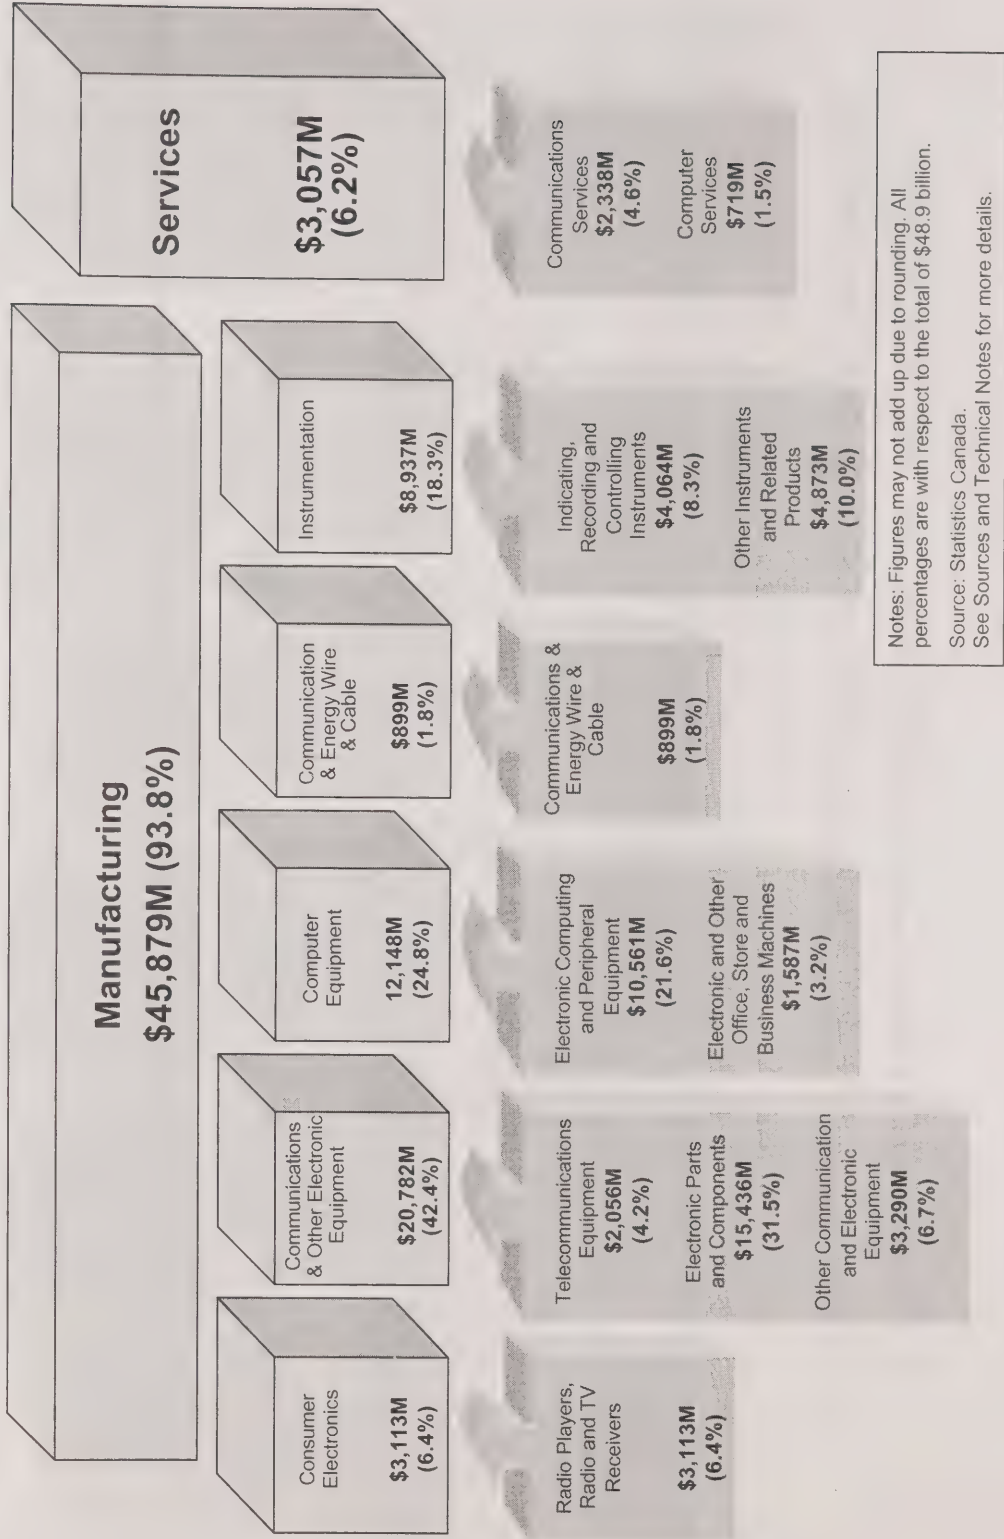 Manufacturing
$45,879M (93.8%)
Services
$3,057M
(6.2%)
Consumer
Electronics
$3,113M
(6.4%)
Communications
& Other Electronic
Equipment
$20,782M
(42.4%)
Computer
Equipment
12,148M
(24.8%)
Communication
& Energy Wire
& Cable
$899M
(1.8%)
Instrumentation
$8,937M
(18.3%)
Radio Players,
Radio and TV
Receivers
$3,113M
(6.4%)
Telecommunications
Equipment
$2,056M
(4.2%)
Electronic Parts
and Components
$15,436M
(31.5%)
Other Communication
and Electronic
Equipment
$3,290M
(6.7%)
Electronic Computing
and Peripheral
Equipment
$10,561M
(21.6%)
Electronic and Other
Office, Store and
Business Machines
$1,587M
(3.2%)
Communications &
Energy Wire &
Cable
$899M
(1.8%)
Indicating,
Recording and
Controlling
Instruments
$4,064M
(8.3%)
Other Instruments
and Related
Products
$4,873M
(10.0%)
Communications
Services
$2,338M
(4.6%)
Computer
Services
$719M
(1.5%)
Notes: Figures may not add up due to rounding. All
percentages are with respect to the total of $48.9 billion.
Source: Statistics Canada.
See Sources and Technical Notes for more details.